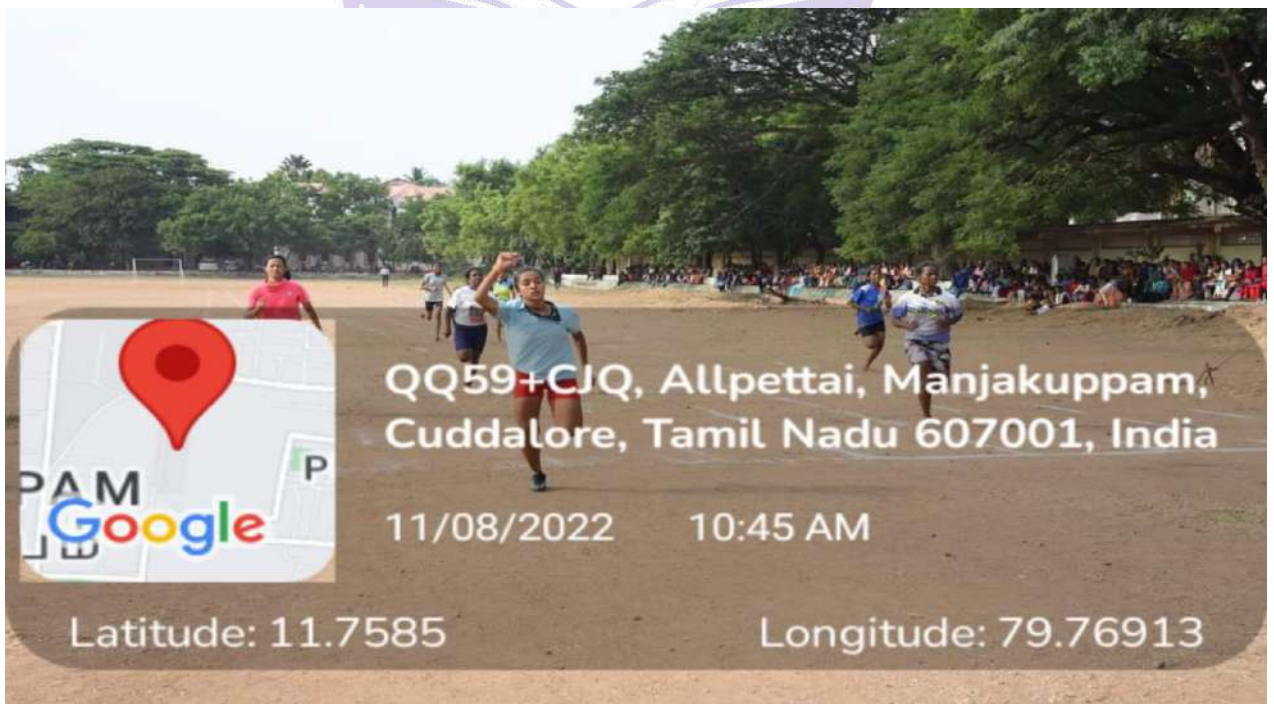 QQ59+CJQ, Allpettai, Manjakuppam,
Cuddalore, Tamil Nadu 607001, India
PAM
P
Google
11/08/2022 10:45 AM
Latitude: 11.7585 Longitude: 79.76913